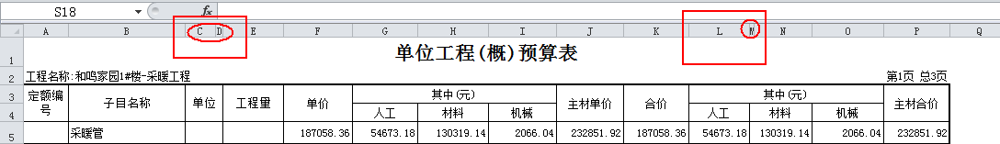 S18 fx
A B C D E F G H I J K L M N O P Q
1 单位工程(概)预算表
2 工程名称:和鸣家园1#楼-采暖工程 第1页 总3页
3 定额编号 子目名称 单位 工程量 单价 其中(元) 主材单价 合价 其中(元) 主材合价
4 人工 材料 机械 人工 材料 机械
5 采暖管 187058.36 54673.18 130319.14 2066.04 232851.92 187058.36 54673.18 130319.14 2066.04 232851.92